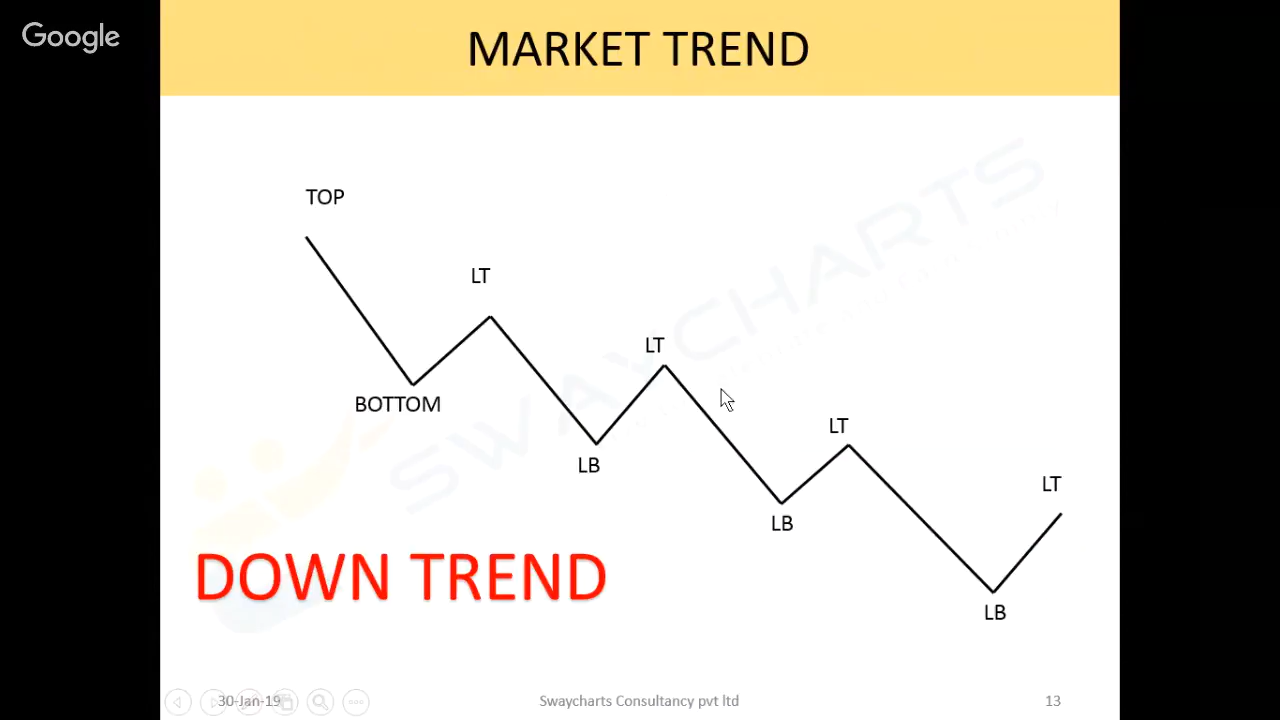 Google
MARKET TREND
TOP
LT
LT
BOTTOM
LT
LB
LT
LB
DOWN TREND
LB
SWAYCHARTS
30-Jan-19
Swaycharts Consultancy pvt ltd
13